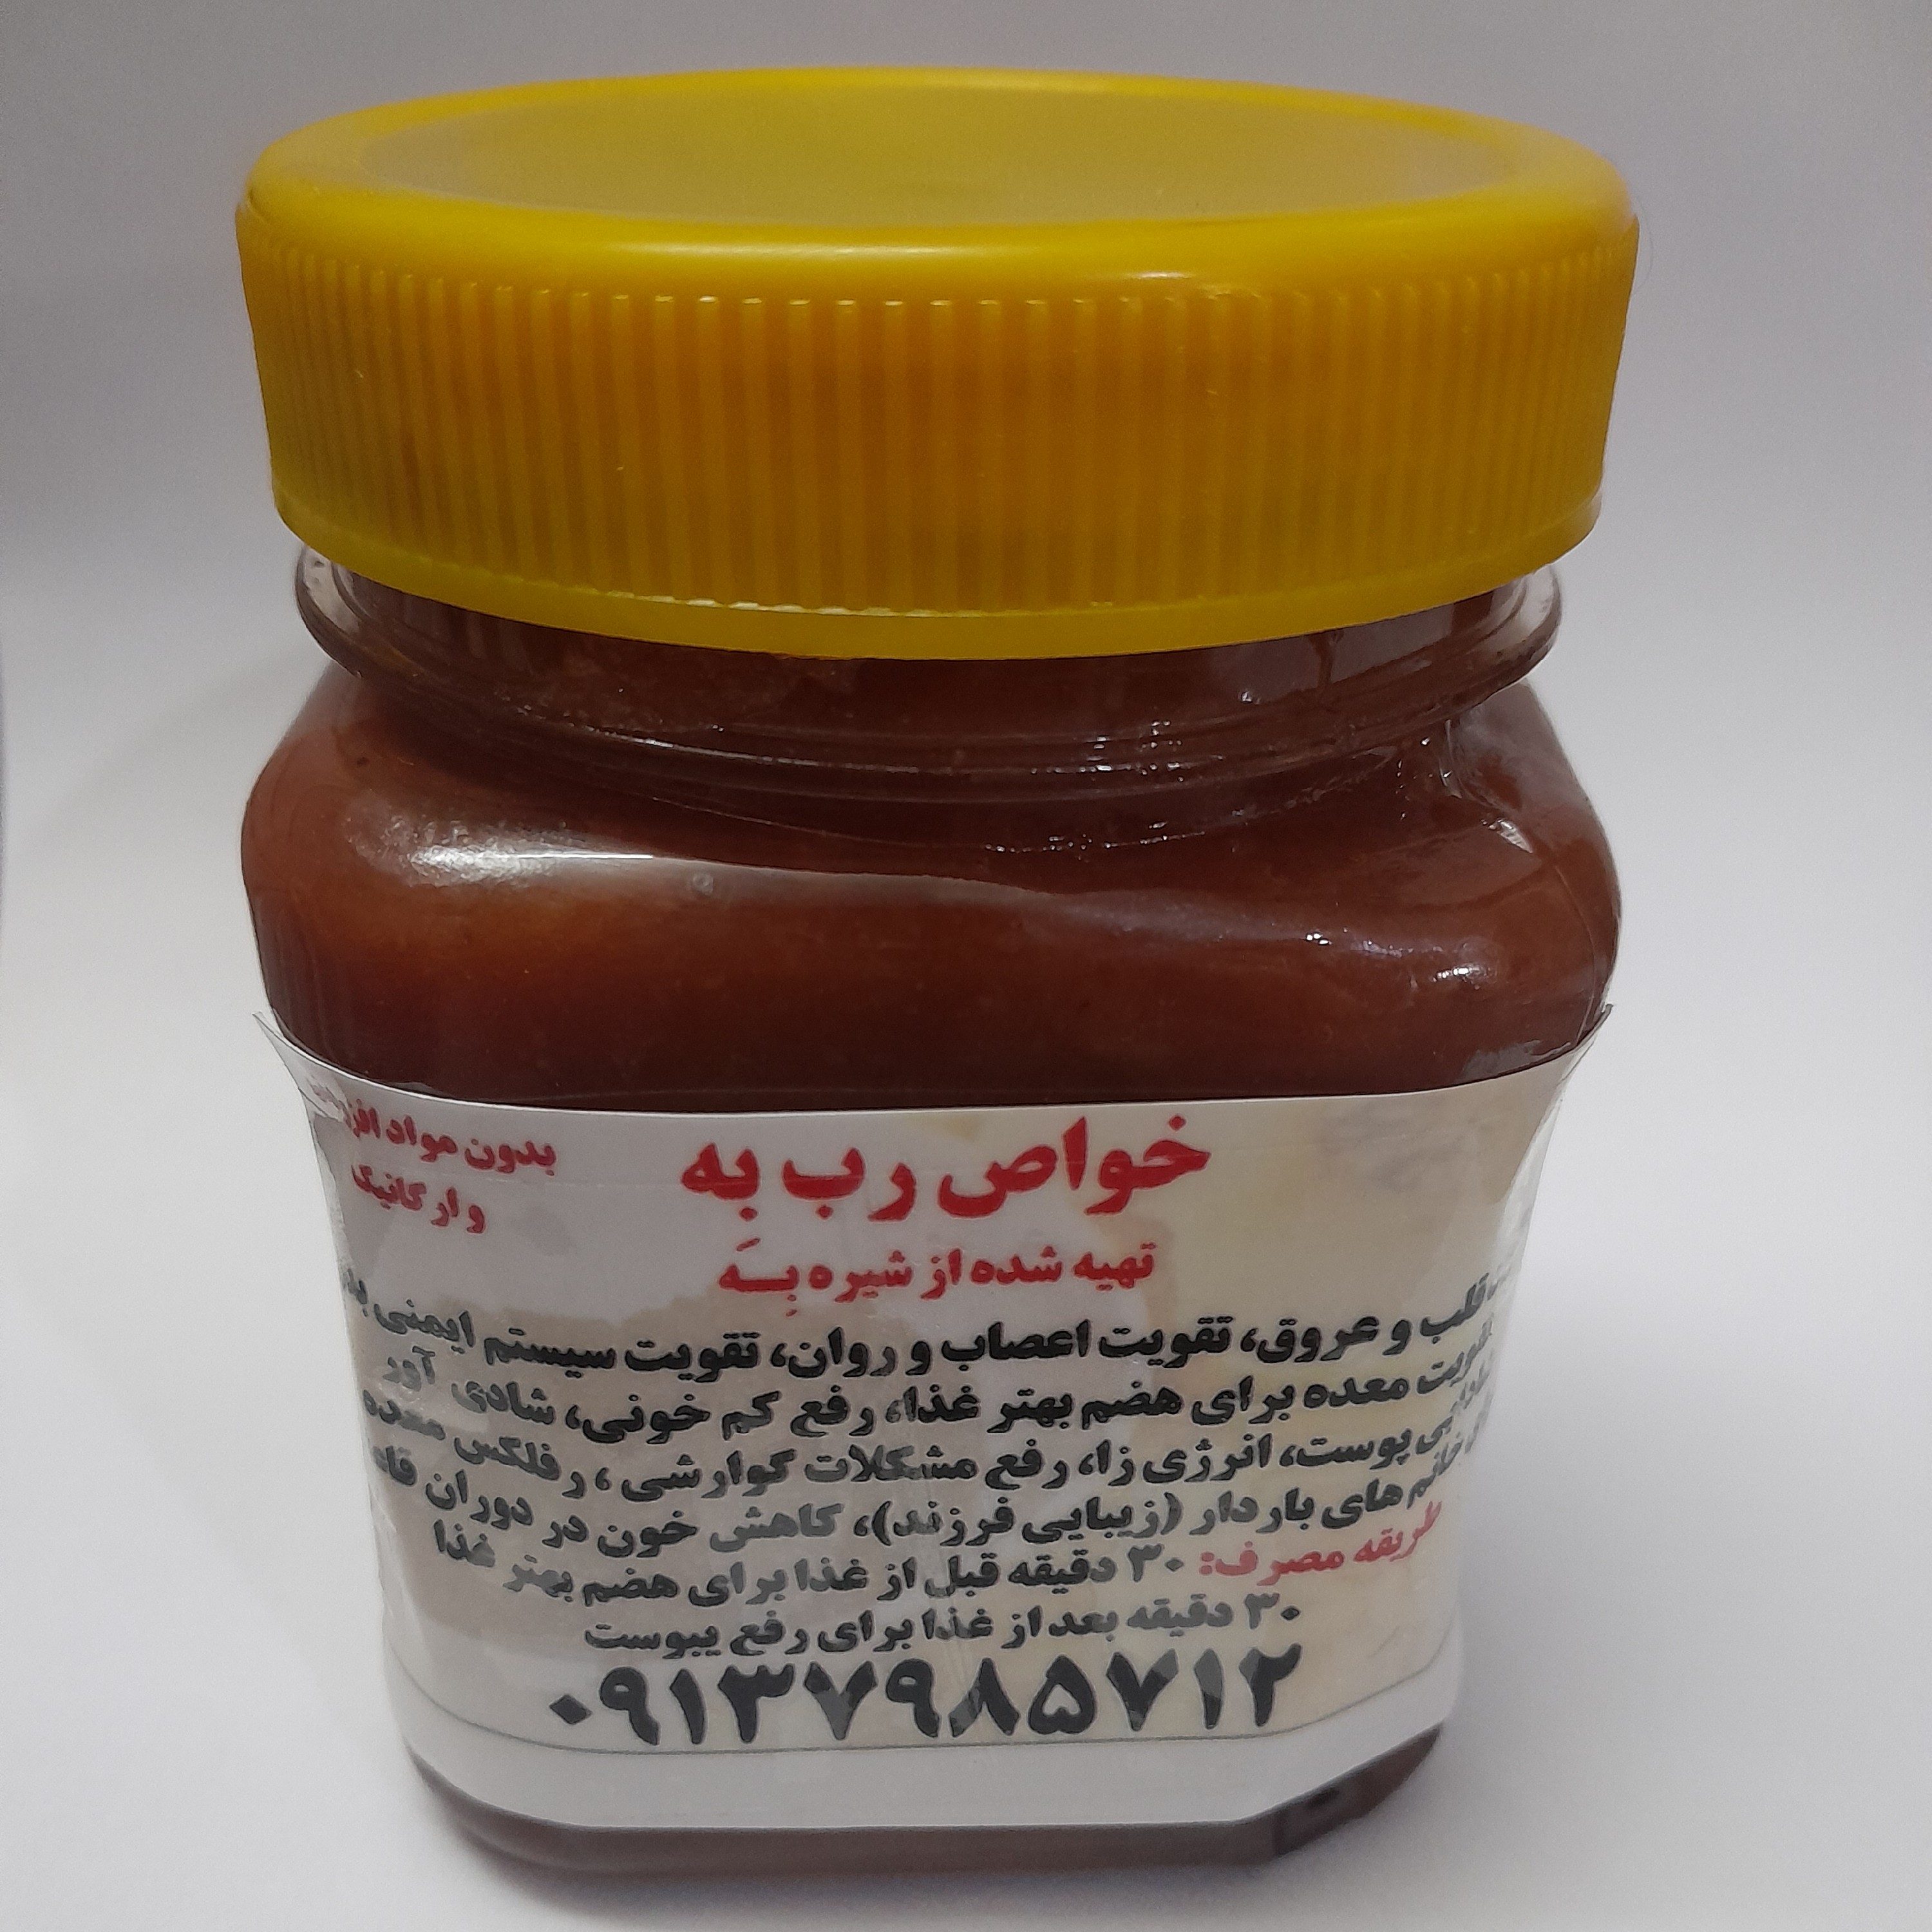 خواص رب بِه
بدون مواد
و ارگانیک
تهیه شده از شیره بِـَه
قلب و عروق، تقویت اعصاب و روان، تقویت سیستم ایمنی
تقویت معده برای هضم بهتر غذا، رفع کم خونی، شادی آور
پوست، انرژی زا، رفع مشکلات گوارشی، رفلکس معده
خانم های باردار (زیبایی فرزند)، کاهش خون در دوران
طریقه مصرف: ۳۰ دقیقه قبل از غذا برای هضم بهتر غذا
۳۰ دقیقه بعد از غذا برای رفع یبوست
۰۹۱۳۷۹۸۵۷۱۲